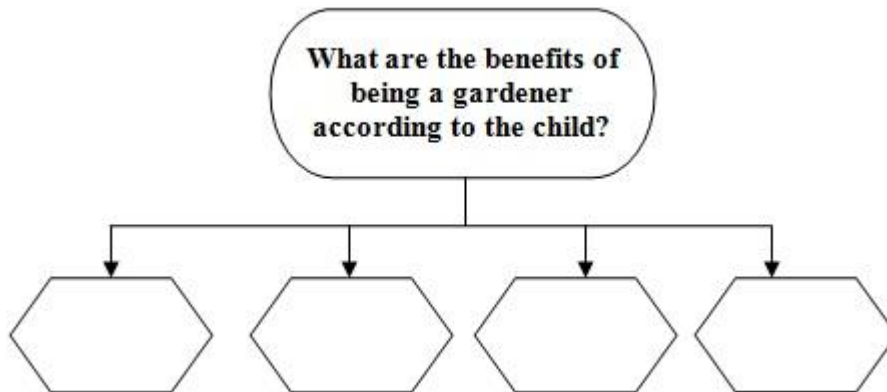 What are the benefits of
being a gardener
according to the child?